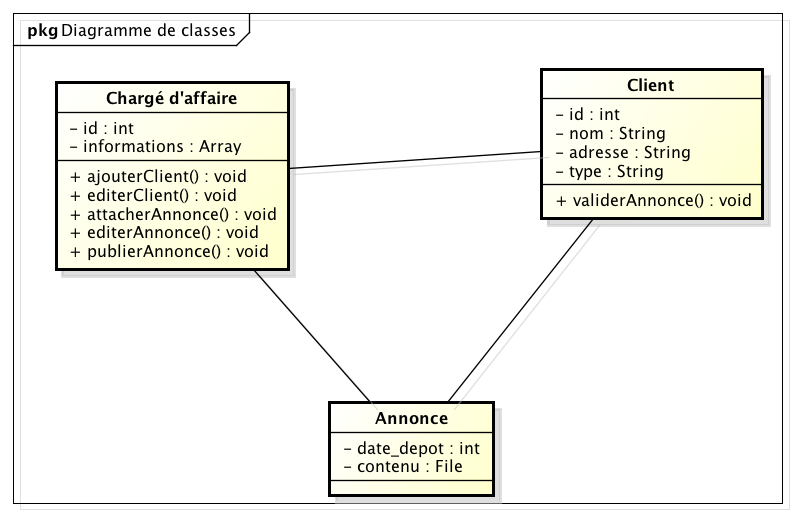 pkg Diagramme de classes
Chargé d'affaire
- id : int
- informations : Array
+ ajouterClient() : void
+ editerClient() : void
+ attacherAnnonce() : void
+ editerAnnonce() : void
+ publierAnnonce() : void
Client
- id : int
- nom : String
- adresse : String
- type : String
+ validerAnnonce() : void
Annonce
- date_depot : int
- contenu : File